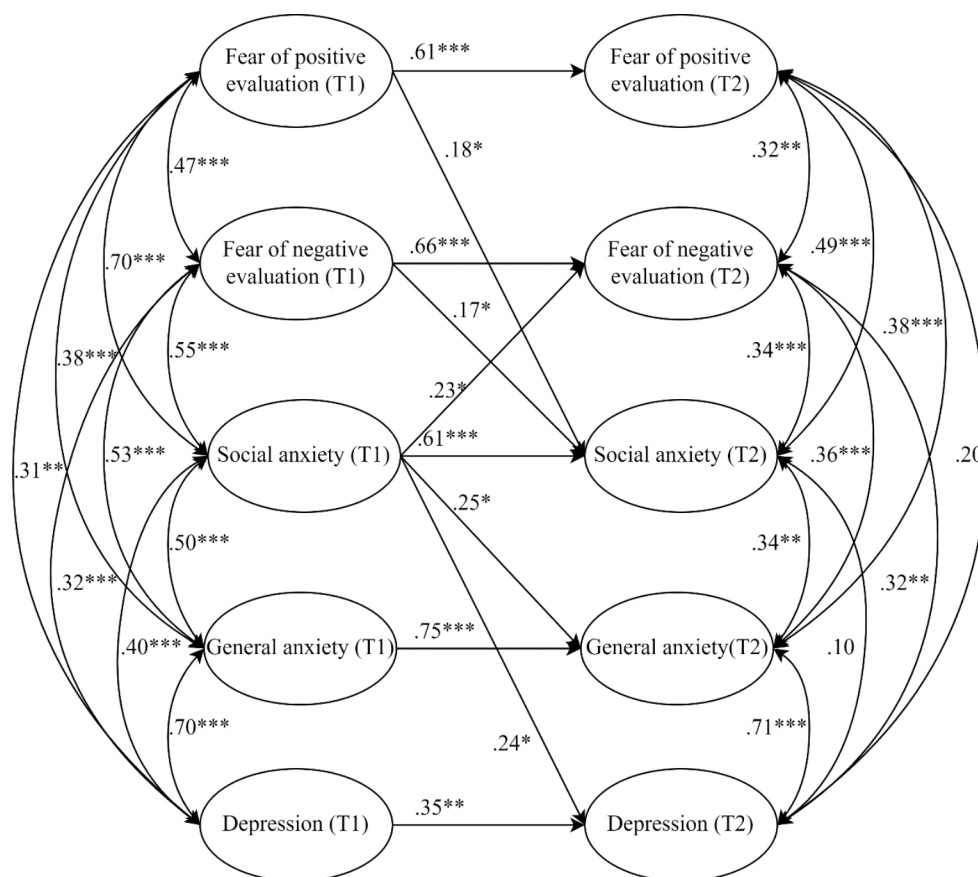 Fear of positive
evaluation (T1)
.61***
Fear of positive
evaluation (T2)
.47***
.18*
.32**
.70***
Fear of negative
evaluation (T1)
.66***
Fear of negative
evaluation (T2)
.49***
.17*
.38***
.55***
.34***
.38***
.23*
.53***
Social anxiety (T1)
.61***
Social anxiety (T2)
.36***
.20
.31**
.25*
.50***
.34**
.32***
.32**
.40***
General anxiety (T1)
.75***
General anxiety(T2)
.10
.70***
.24*
.71***
Depression (T1)
.35**
Depression (T2)